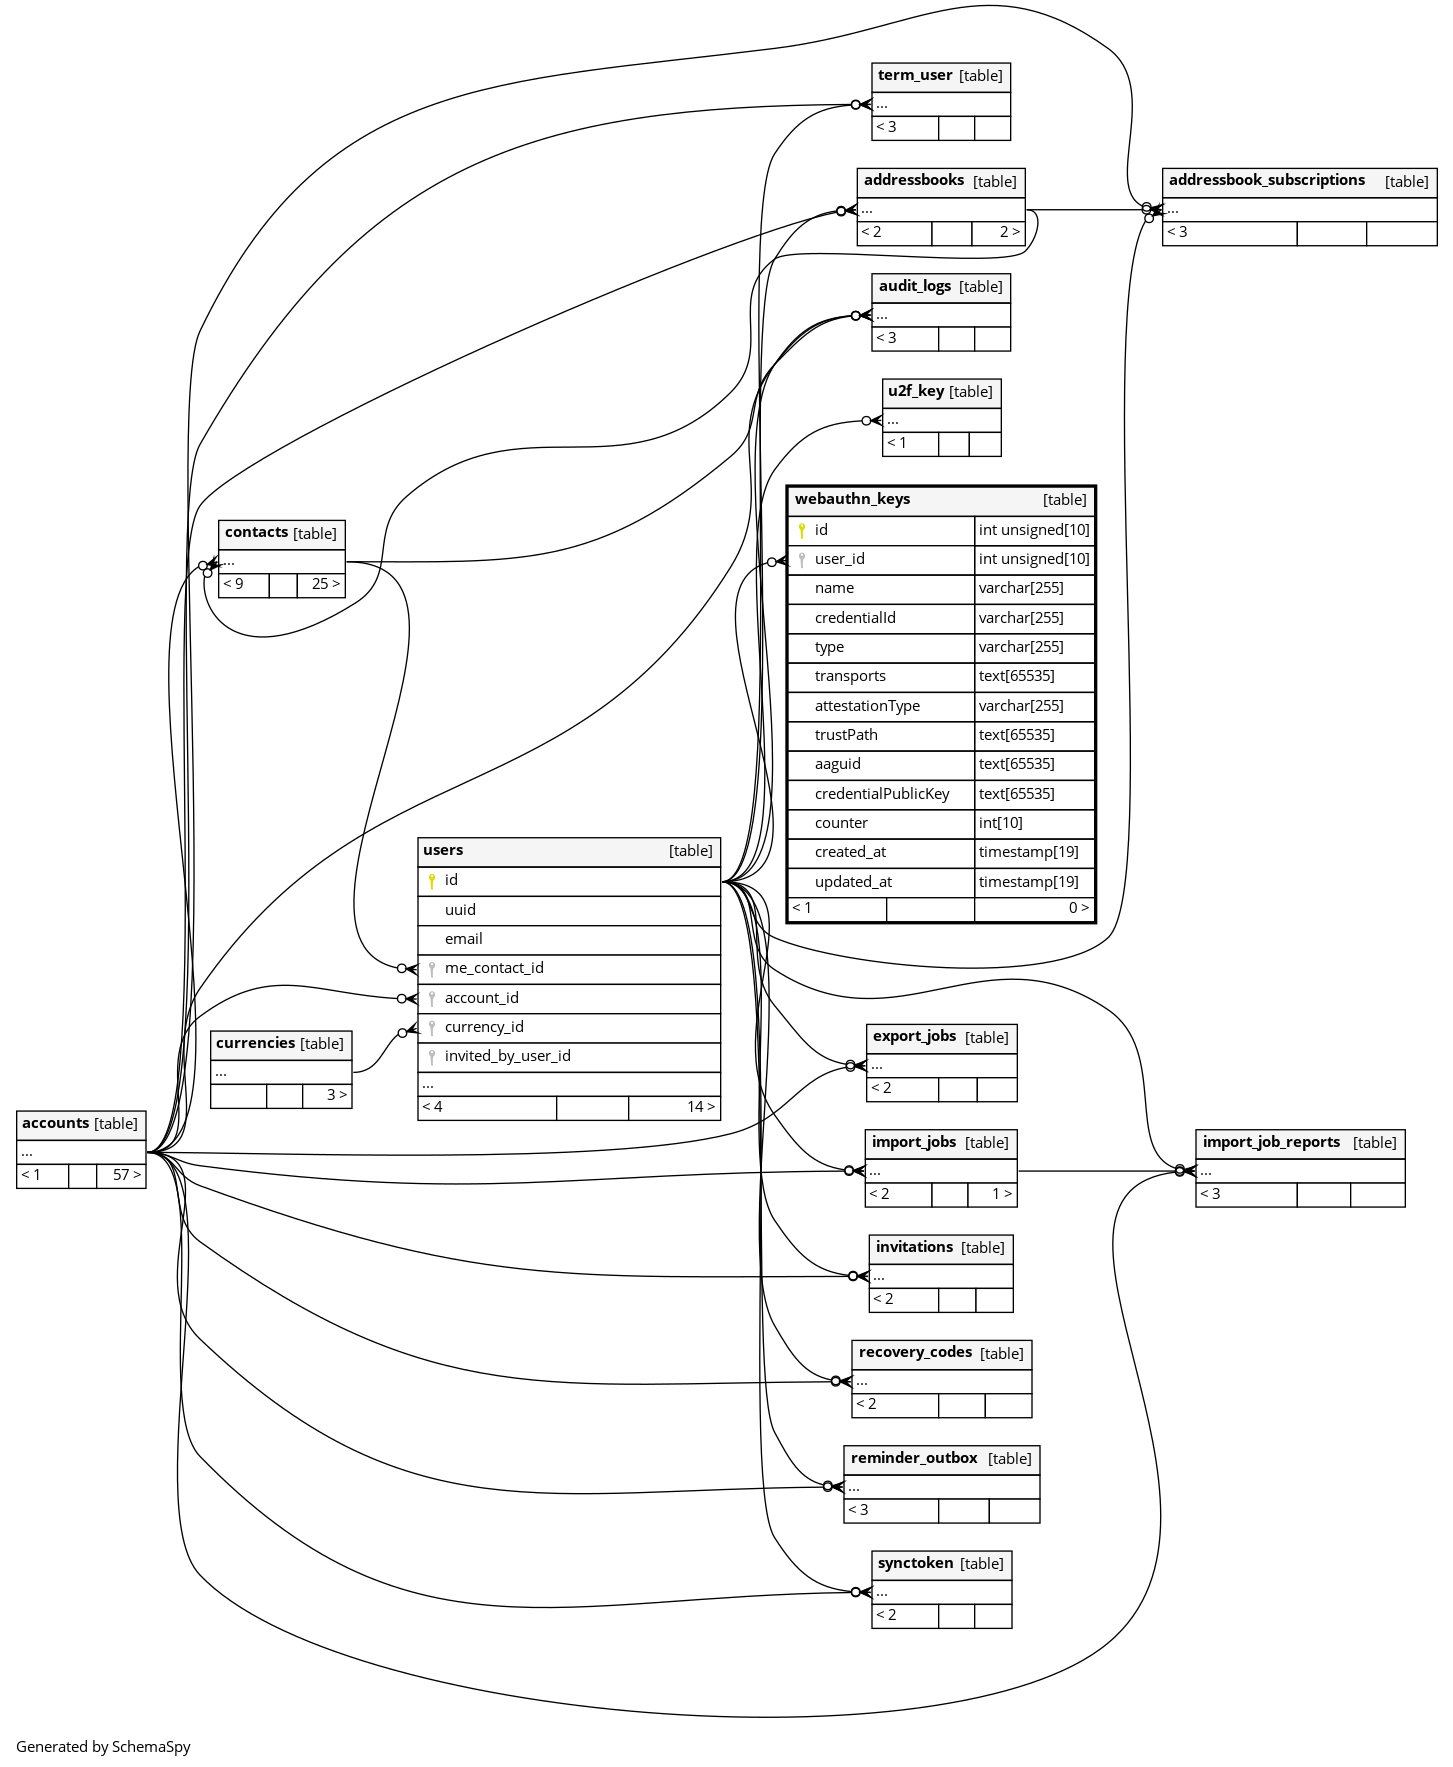 term_user [table]
...
< 3
addressbooks [table]
...
< 2 2 >
addressbook_subscriptions [table]
...
< 3
audit_logs [table]
...
< 3
u2f_key [table]
...
< 1
webauthn_keys [table]
id int unsigned[10]
user_id int unsigned[10]
name varchar[255]
credentialId varchar[255]
type varchar[255]
transports text[65535]
attestationType varchar[255]
trustPath text[65535]
aaguid text[65535]
credentialPublicKey text[65535]
counter int[10]
created_at timestamp[19]
updated_at timestamp[19]
< 1 0 >
contacts [table]
...
< 9 25 >
users [table]
id
uuid
email
me_contact_id
account_id
currency_id
invited_by_user_id
...
< 4 14 >
currencies [table]
...
3 >
accounts [table]
...
< 1 57 >
export_jobs [table]
...
< 2
import_jobs [table]
...
< 2 1 >
import_job_reports [table]
...
< 3
invitations [table]
...
< 2
recovery_codes [table]
...
< 2
reminder_outbox [table]
...
< 3
synctoken [table]
...
< 2
Generated by SchemaSpy